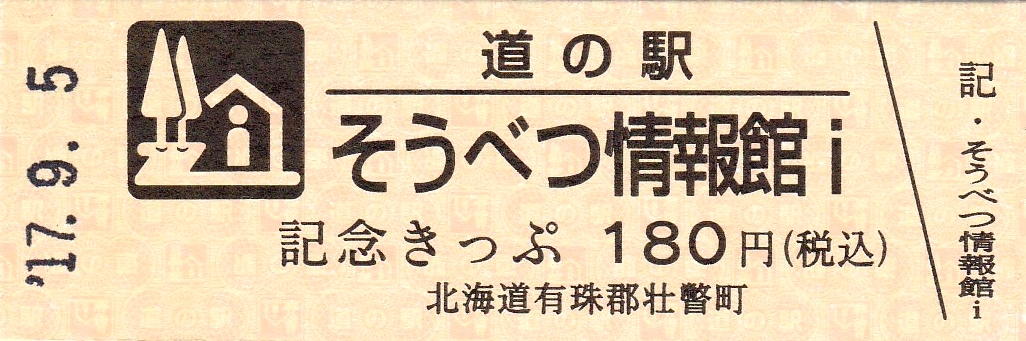 '17. 9. 5
道の駅
そうべつ情報館i
記念きっぷ 180円(税込)
北海道有珠郡壮瞥町
記・そうべつ情報館i